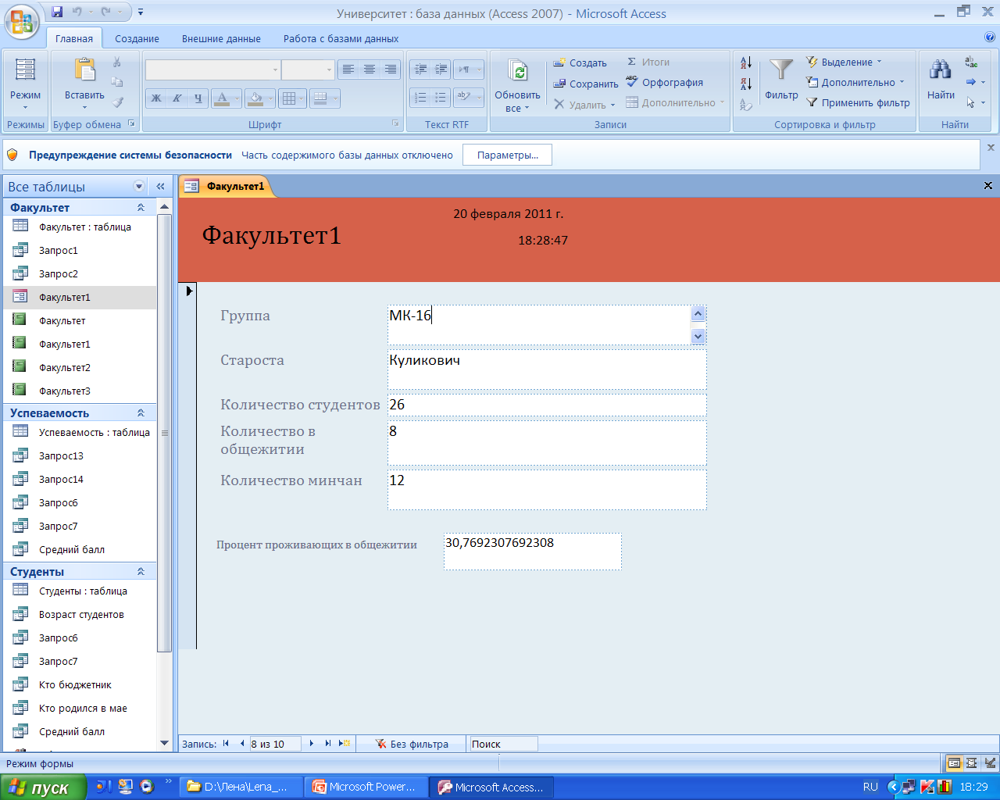 Университет : база данных (Access 2007) - Microsoft Access
Главная Создание Внешние данные Работа с базами данных
Режим
Режимы
Вставить
Буфер обмена
Ж К Ч А
Шрифт
Текст RTF
Обновить все
Создать
Сохранить
Удалить
Итоги
Орфография
Дополнительно
Записи
Фильтр
Выделение
Дополнительно
Применить фильтр
Сортировка и фильтр
Найти
Найти
Предупреждение системы безопасности Часть содержимого базы данных отключено Параметры...
Все таблицы
Факультет
Факультет : таблица
Запрос1
Запрос2
Факультет1
Факультет
Факультет1
Факультет2
Факультет3
Успеваемость
Успеваемость : таблица
Запрос13
Запрос14
Запрос6
Запрос7
Средний балл
Студенты
Студенты : таблица
Возраст студентов
Запрос6
Запрос7
Кто бюджетник
Кто родился в мае
Средний балл
Факультет1
20 февраля 2011 г.
Факультет1
18:28:47
Группа МК-16
Староста Куликович
Количество студентов 26
Количество в общежитии 8
Количество минчан 12
Процент проживающих в общежитии 30,7692307692308
Запись: 8 из 10 Без фильтра Поиск
Режим формы
пуск D:\Лена\Lena_... Microsoft Power... Microsoft Access... RU 18:29